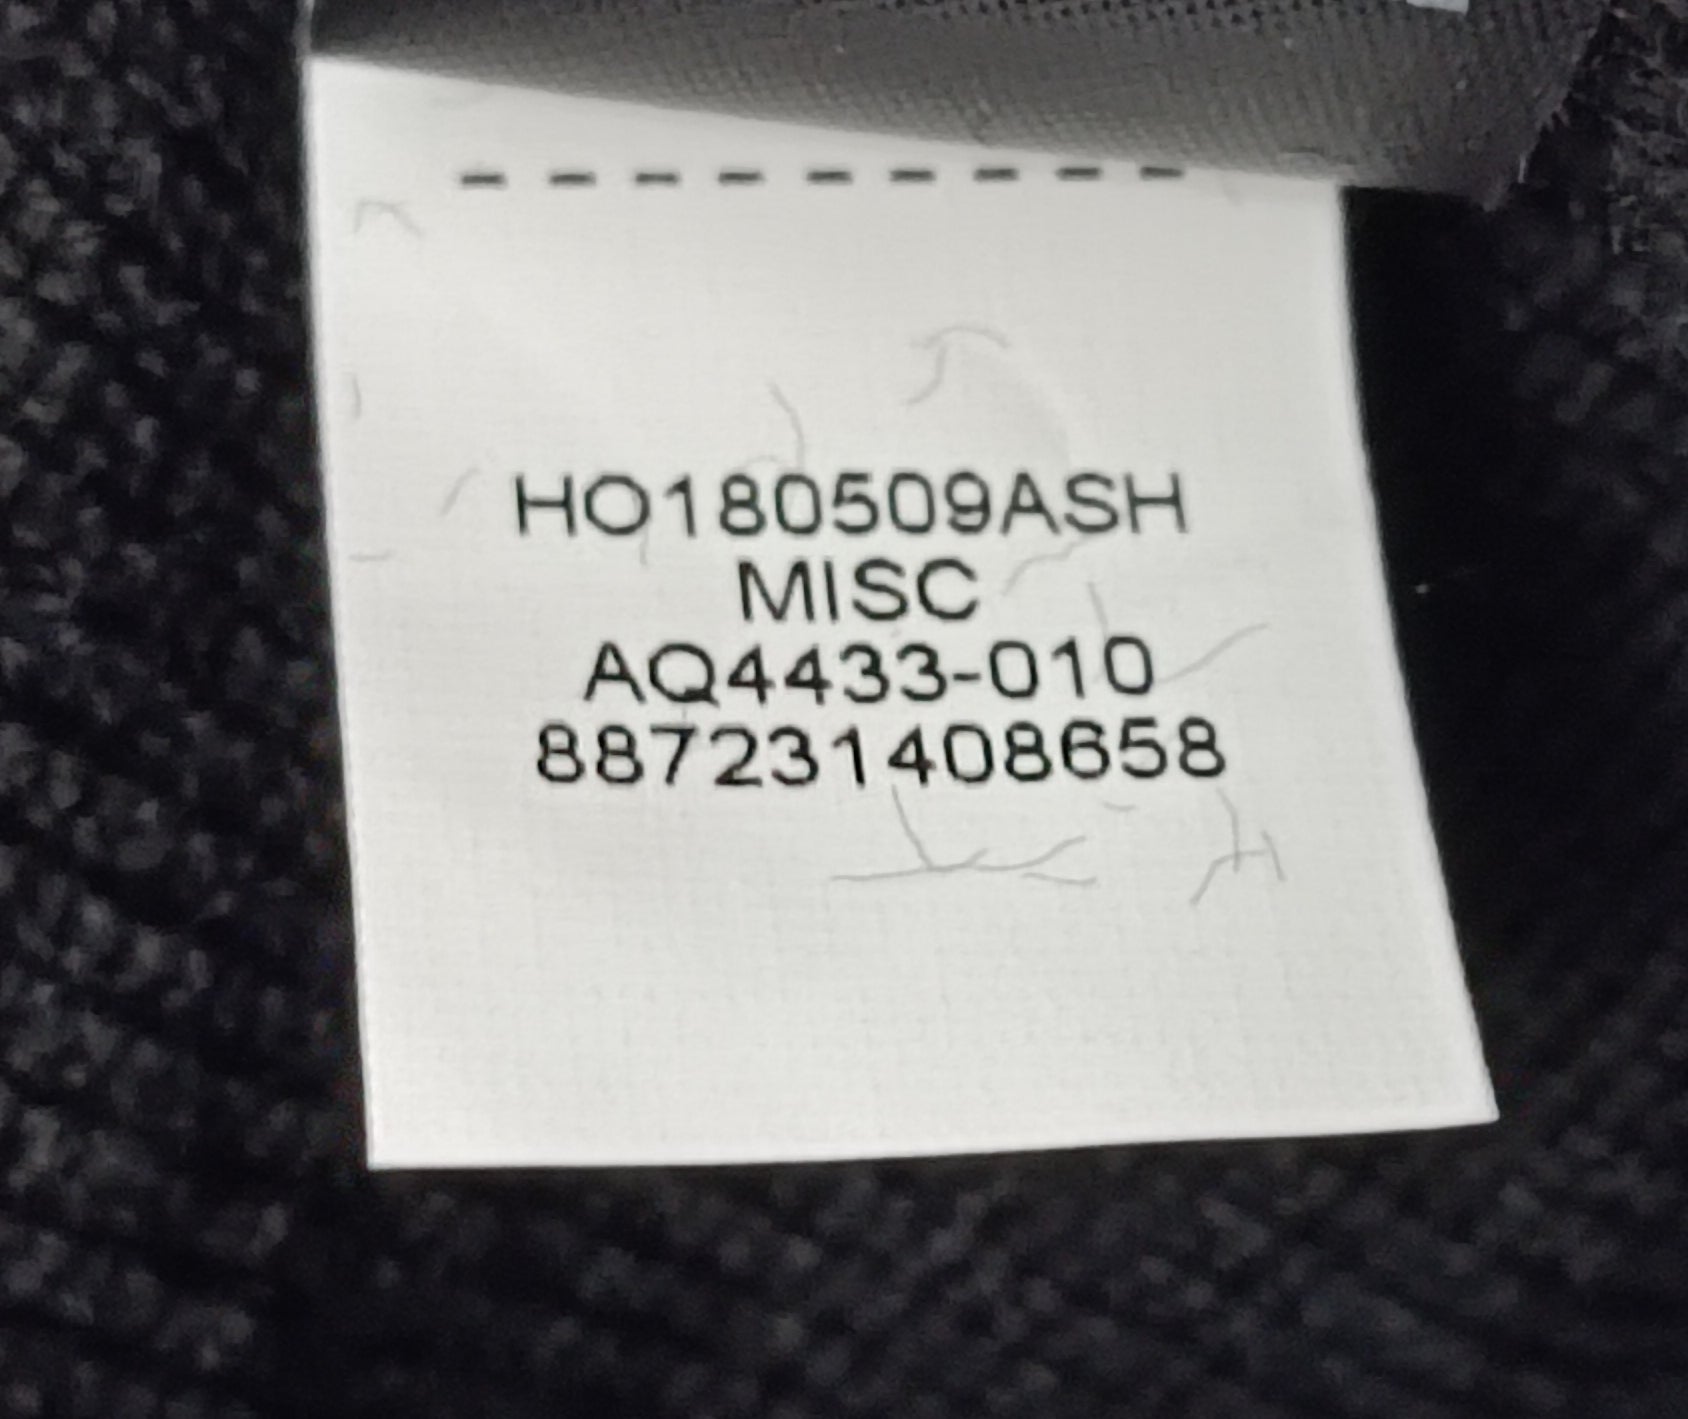 - - - - - - - - -
HO180509ASH
MISC
AQ4433-010
887231408658